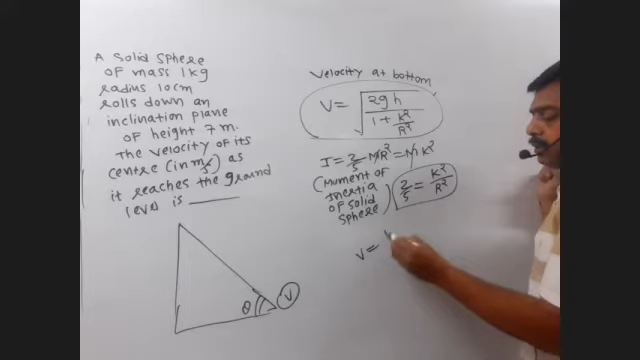 A solid sphere
of mass 1kg
radius 10cm
rolls down an
inclination plane
of height 7m.
The velocity of its
centre (in m/s) as
it reaches the ground
level is ____
θ
V
Velocity at bottom
V = √(2gh / (1 + K²/R²))
I = 2/5 MR² = MK²
(Mument of
Inertia
of solid
sphere)
2/5 = K²/R²
V =